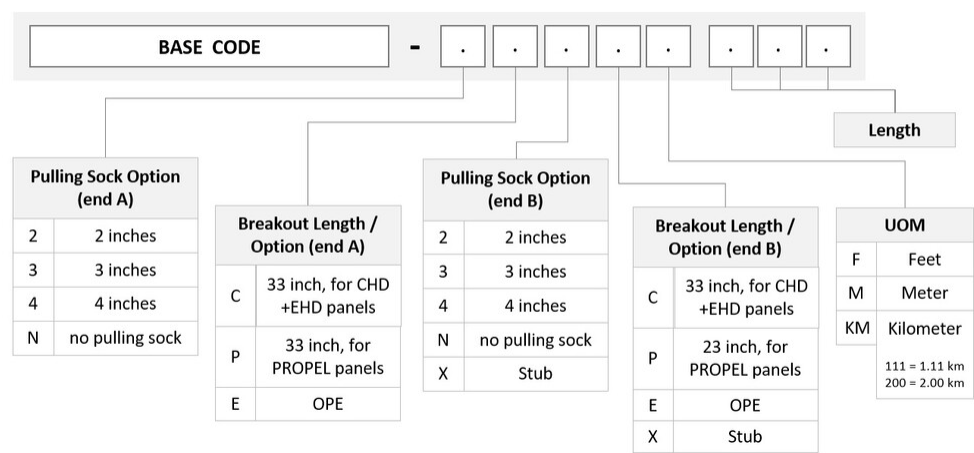 BASE CODE - . . . . . . . .
Length
Pulling Sock Option
(end A)
2 2 inches
3 3 inches
4 4 inches
N no pulling sock
Breakout Length /
Option (end A)
C 33 inch, for CHD
+EHD panels
P 33 inch, for
PROPEL panels
E OPE
Pulling Sock Option
(end B)
2 2 inches
3 3 inches
4 4 inches
N no pulling sock
X Stub
Breakout Length /
Option (end B)
C 33 inch, for CHD
+EHD panels
P 23 inch, for
PROPEL panels
E OPE
X Stub
UOM
F Feet
M Meter
KM Kilometer
111 = 1.11 km
200 = 2.00 km